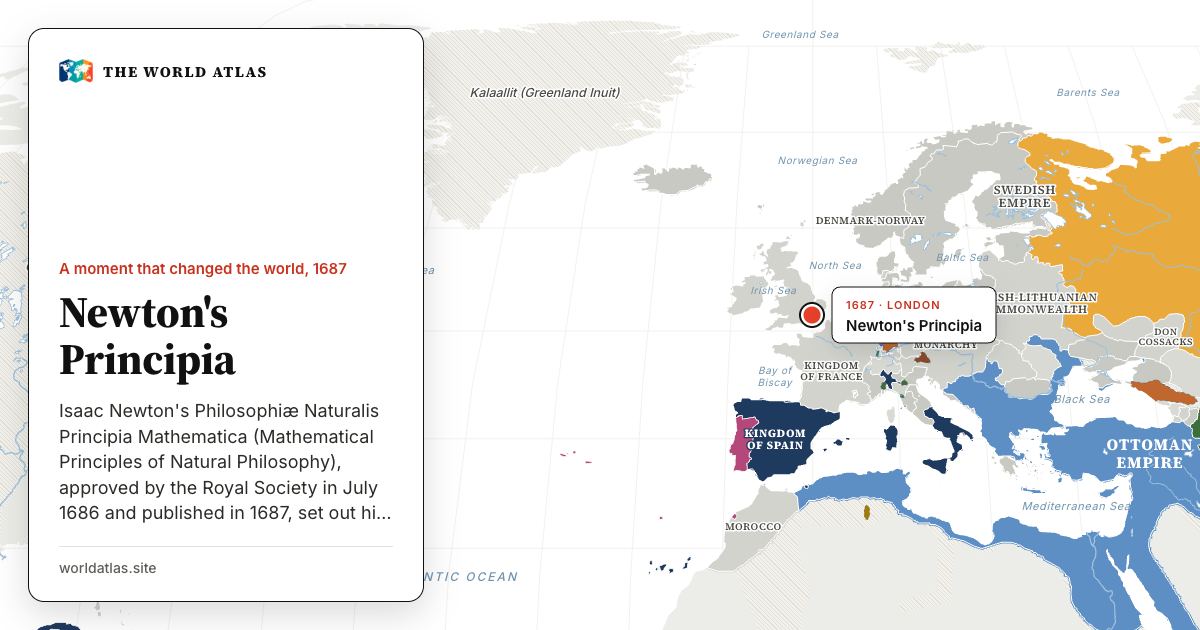 THE WORLD ATLAS
A moment that changed the world, 1687
Newton's
Principia
Isaac Newton's Philosophiæ Naturalis
Principia Mathematica (Mathematical
Principles of Natural Philosophy),
approved by the Royal Society in July
1686 and published in 1687, set out hi...
worldatlas.site
Greenland Sea
Kalaallit (Greenland Inuit)
Barents Sea
Norwegian Sea
SWEDISH
EMPIRE
DENMARK-NORWAY
Baltic Sea
North Sea
Irish Sea
1687 · LONDON
Newton's Principia
SH-LITHUANIAN
MMONWEALTH
DON
COSSACKS
MONARCHY
KINGDOM
OF FRANCE
Bay of
Biscay
Black Sea
KINGDOM
OF SPAIN
OTTOMAN
EMPIRE
Mediterranean Sea
MOROCCO
NTIC OCEAN